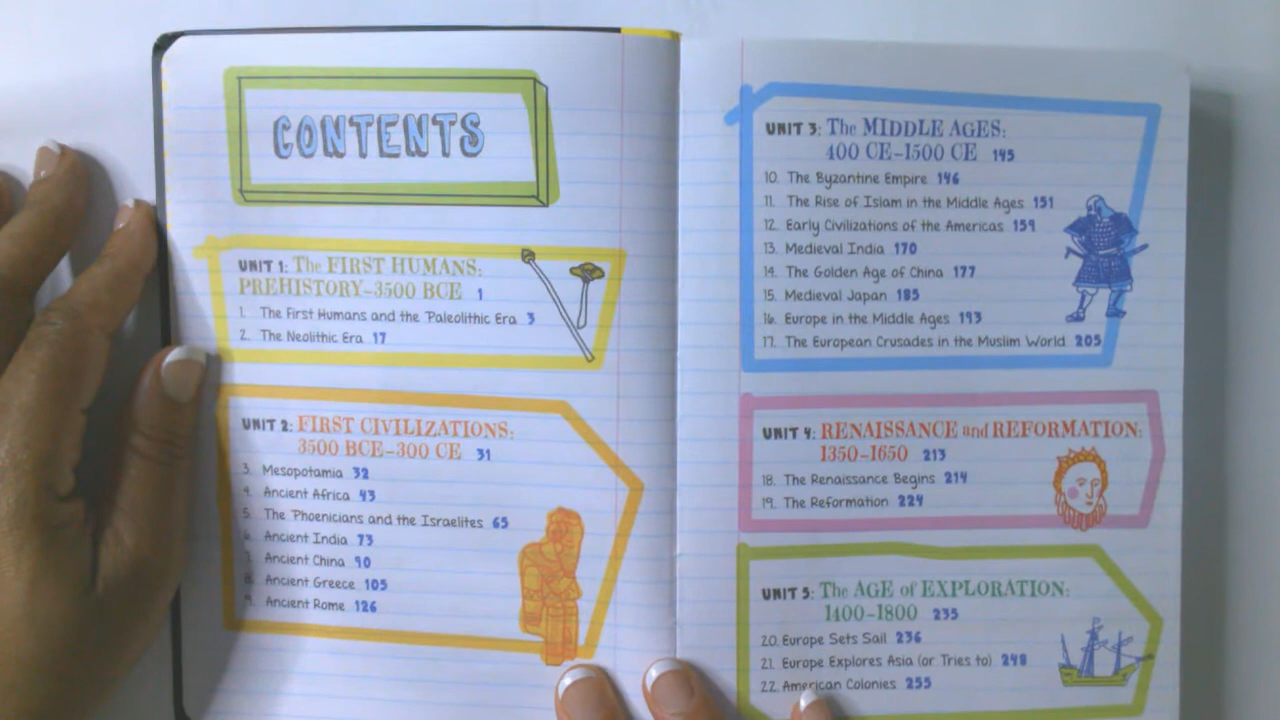 CONTENTS
UNIT 1: The FIRST HUMANS:
PREHISTORY–3500 BCE 1
1. The First Humans and the Paleolithic Era 3
2. The Neolithic Era 17
UNIT 2: FIRST CIVILIZATIONS:
3500 BCE–300 CE 31
3. Mesopotamia 32
4. Ancient Africa 43
5. The Phoenicians and the Israelites 65
6. Ancient India 73
7. Ancient China 90
8. Ancient Greece 105
9. Ancient Rome 126
UNIT 3: The MIDDLE AGES:
400 CE–1500 CE 145
10. The Byzantine Empire 146
11. The Rise of Islam in the Middle Ages 151
12. Early Civilizations of the Americas 159
13. Medieval India 170
14. The Golden Age of China 177
15. Medieval Japan 185
16. Europe in the Middle Ages 193
17. The European Crusades in the Muslim World 205
UNIT 4: RENAISSANCE and REFORMATION:
1350–1650 213
18. The Renaissance Begins 214
19. The Reformation 224
UNIT 5: The AGE of EXPLORATION:
1400–1800 235
20. Europe Sets Sail 236
21. Europe Explores Asia (or Tries to) 248
22. American Colonies 255